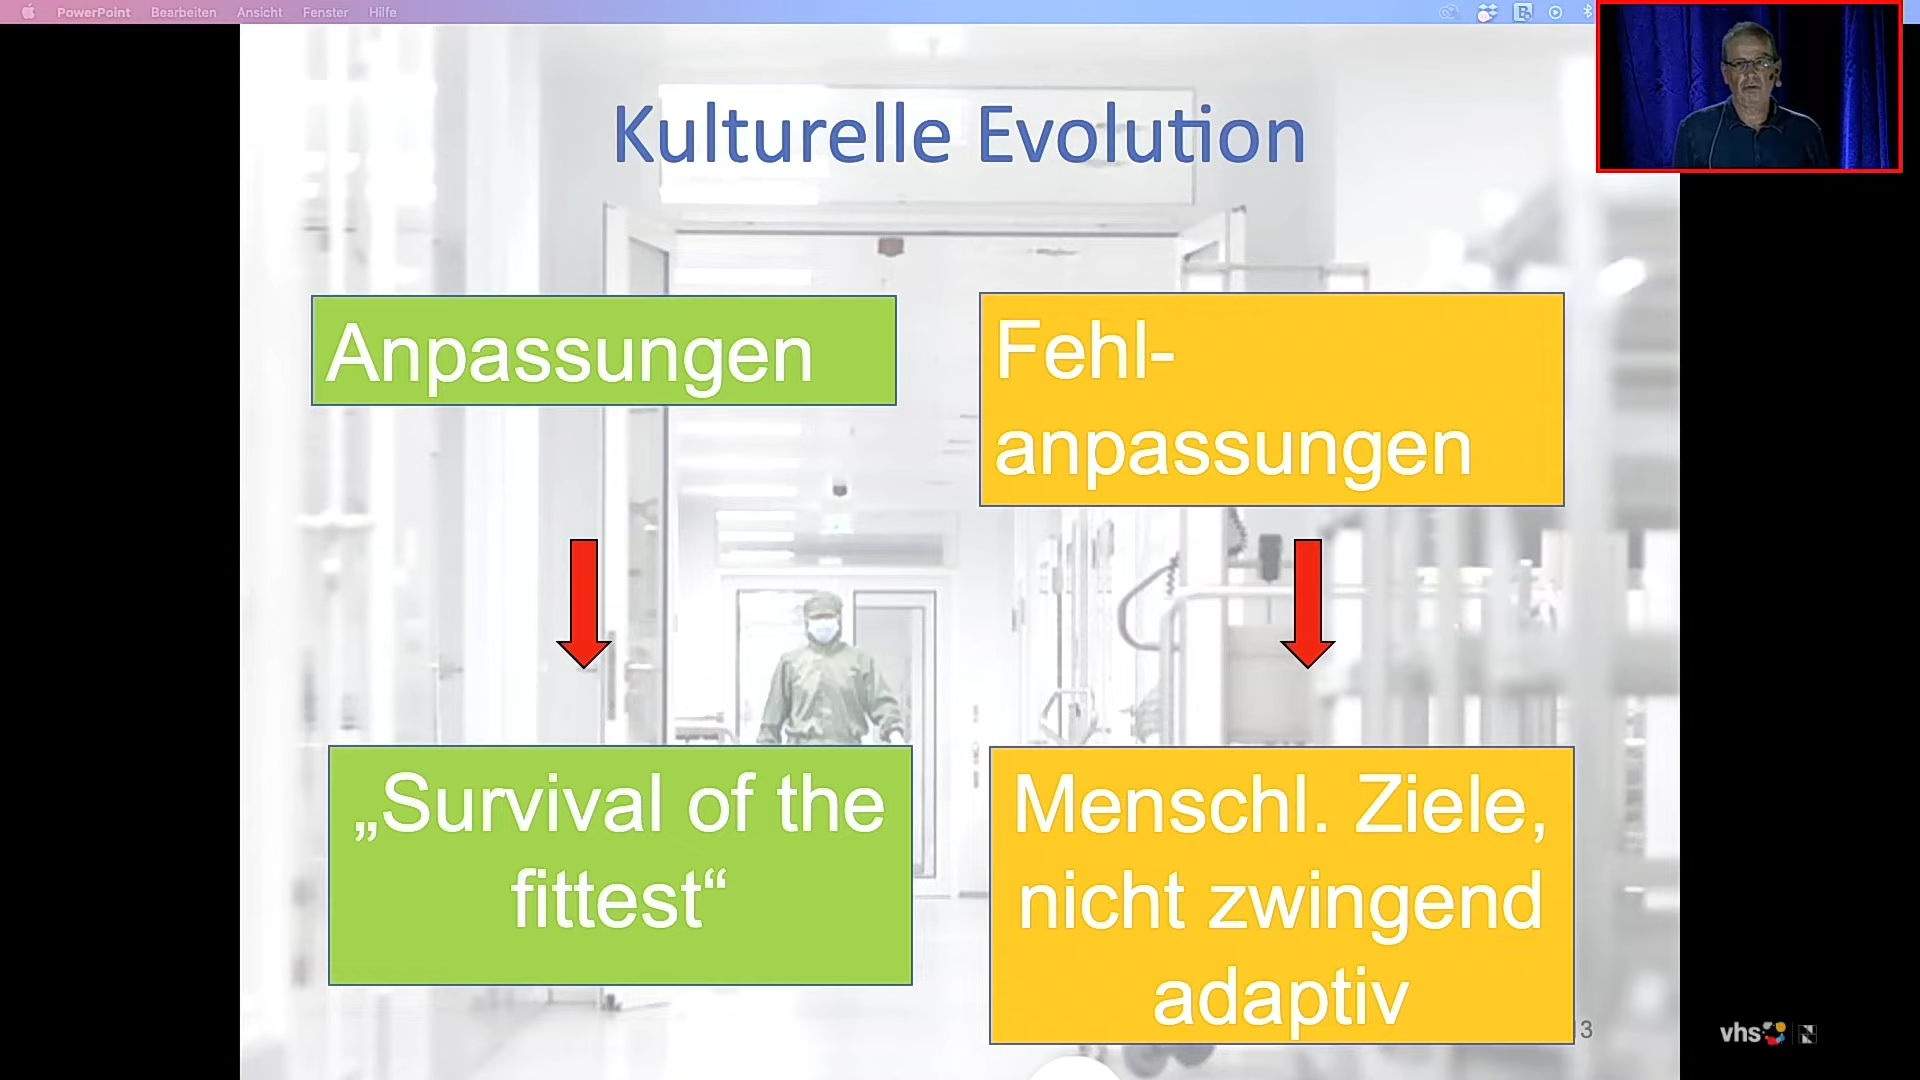 PowerPoint Bearbeiten Ansicht Fenster Hilfe
Kulturelle Evolution
Anpassungen
Fehl-
anpassungen
„Survival of the
fittest“
Menschl. Ziele,
nicht zwingend
adaptiv
3
vhs